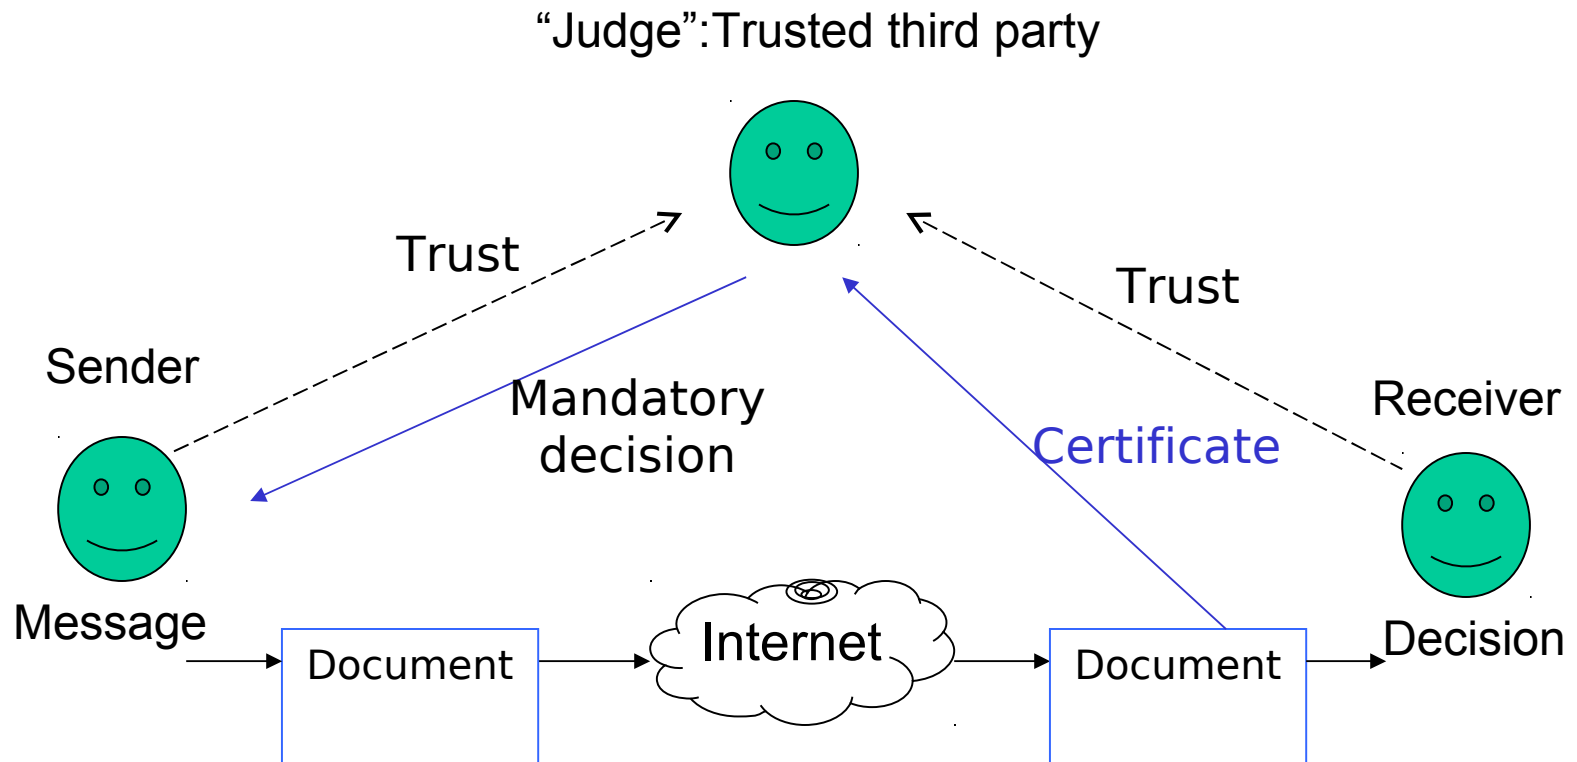 “Judge”:Trusted third party
Trust
Trust
Sender
Mandatory
decision
Receiver
Certificate
Message
Document
Internet
Document
Decision